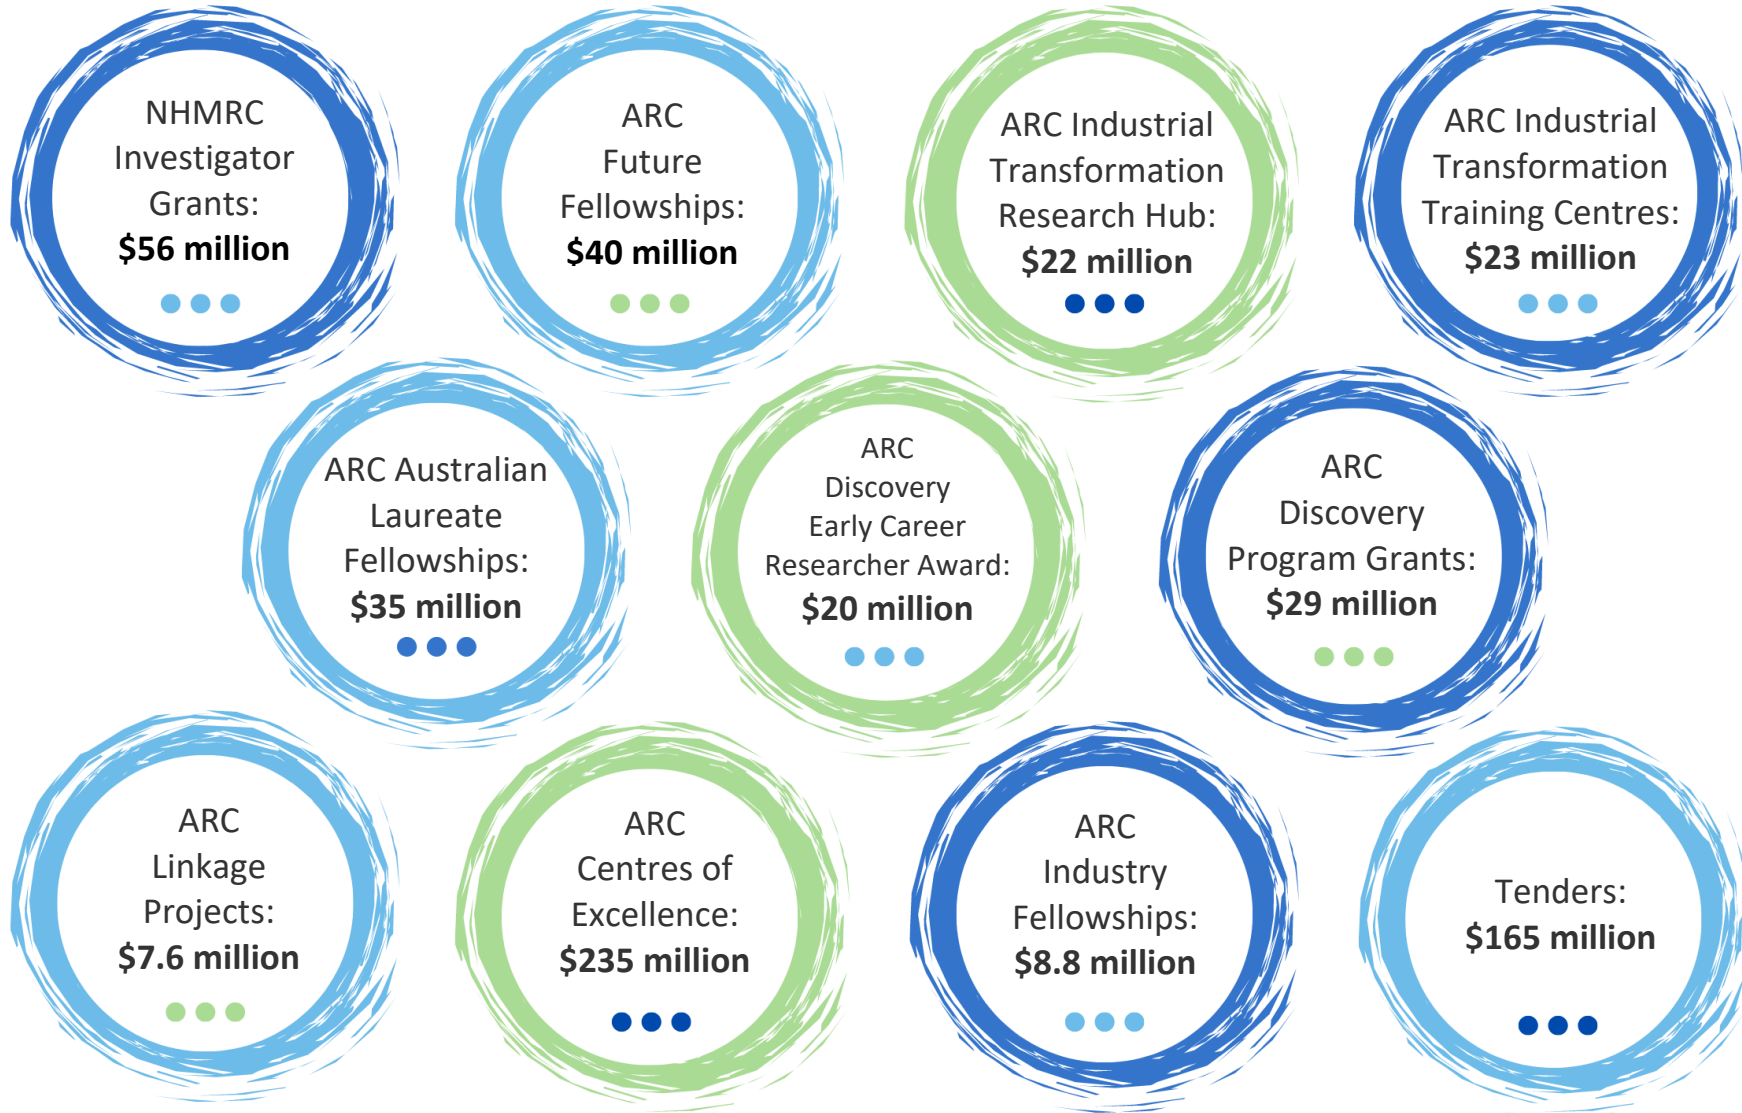 NHMRC
Investigator
Grants:
$56 million
ARC
Future
Fellowships:
$40 million
ARC Industrial
Transformation
Research Hub:
$22 million
ARC Industrial
Transformation
Training Centres:
$23 million
ARC Australian
Laureate
Fellowships:
$35 million
ARC
Discovery
Early Career
Researcher Award:
$20 million
ARC
Discovery
Program Grants:
$29 million
ARC
Linkage
Projects:
$7.6 million
ARC
Centres of
Excellence:
$235 million
ARC
Industry
Fellowships:
$8.8 million
Tenders:
$165 million